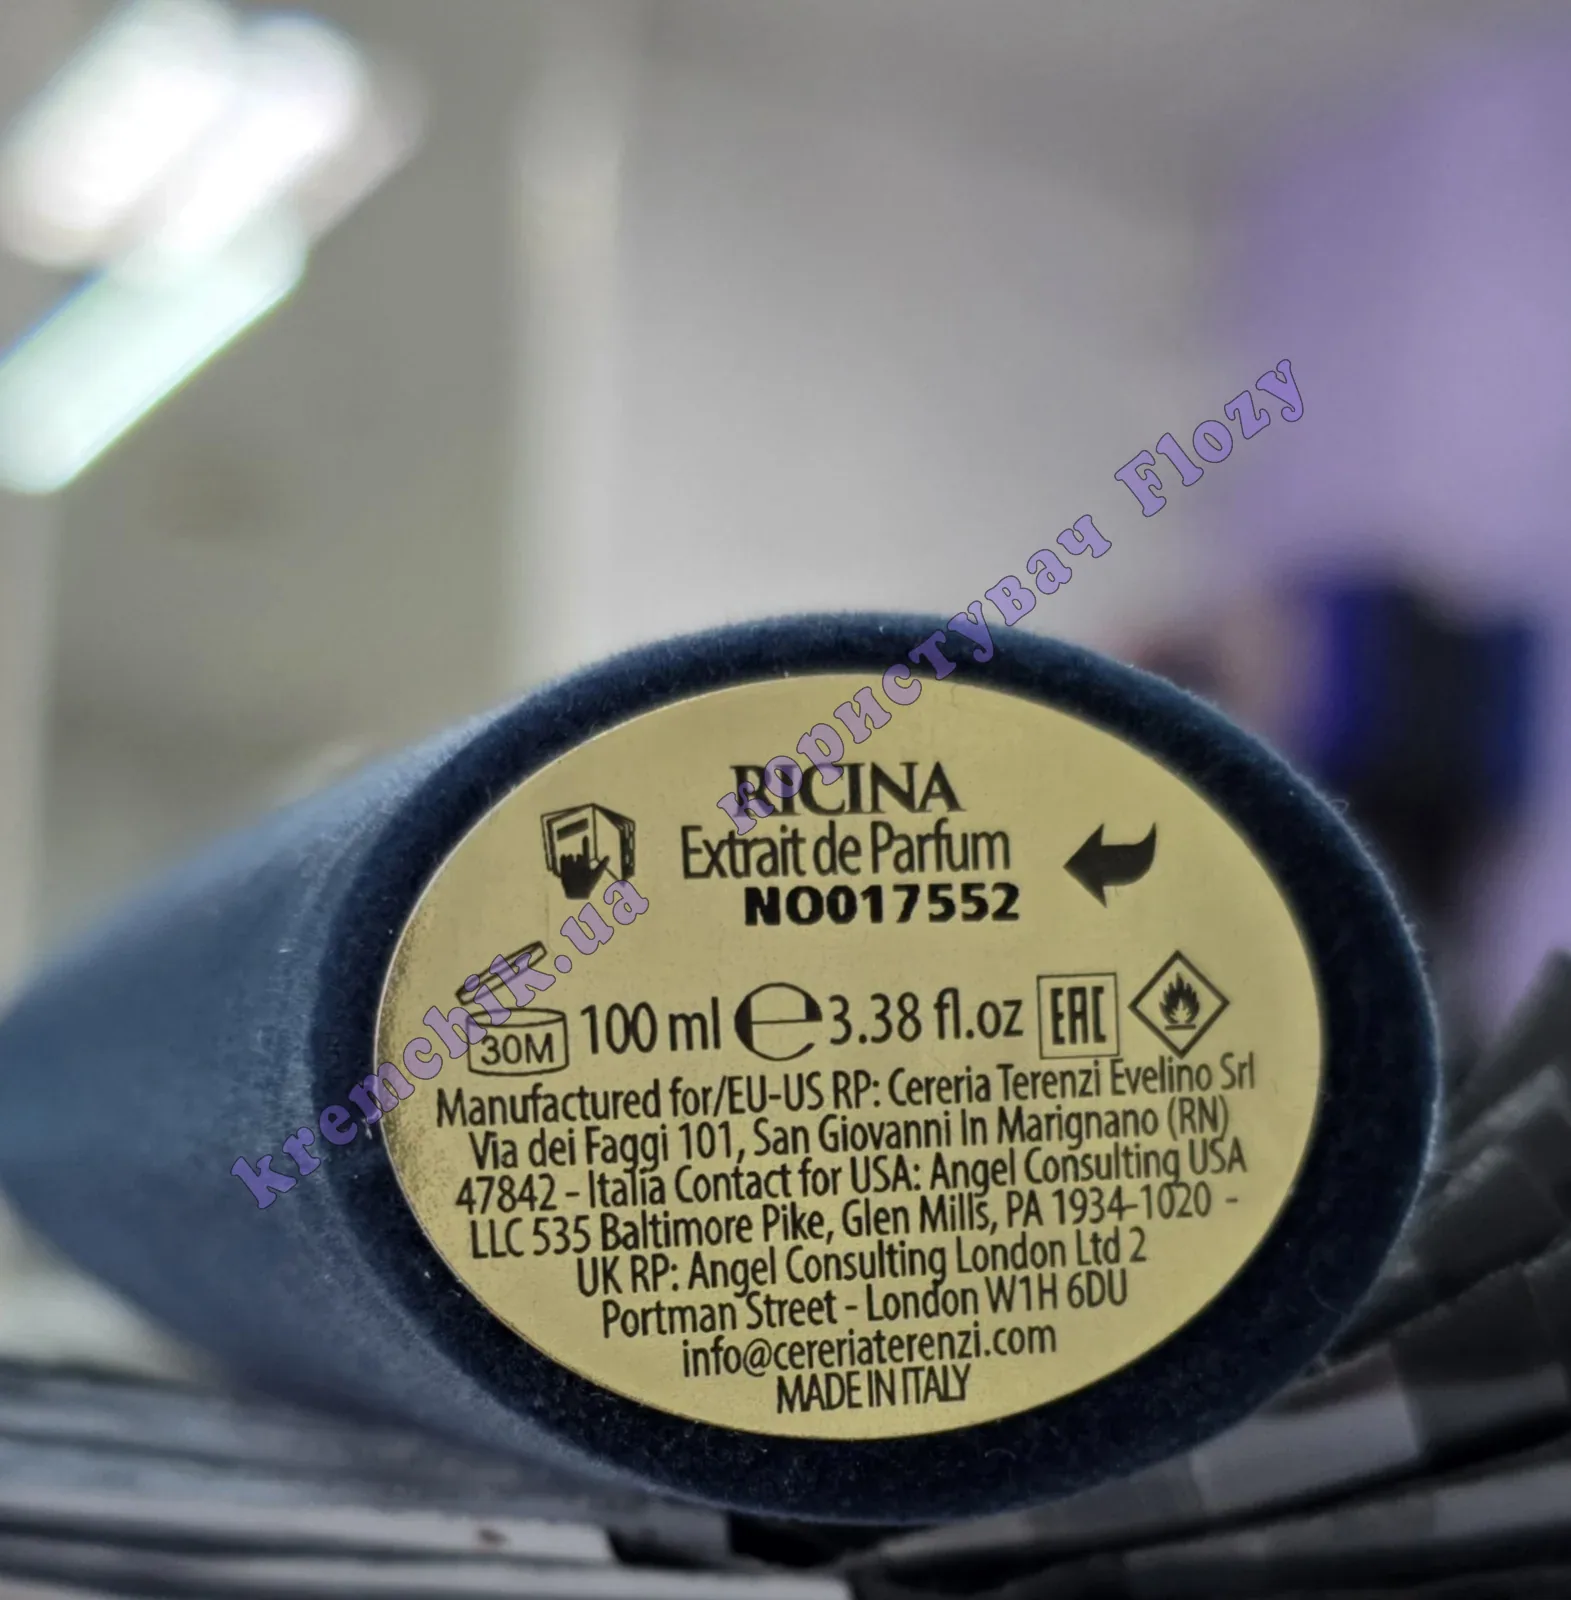 RICINA
Extrait de Parfum
NO017552
30M 100 ml e 3.38 fl.oz EAC
Manufactured for/EU-US RP: Cereria Terenzi Evelino Srl
Via dei Faggi 101, San Giovanni In Marignano (RN)
47842 - Italia Contact for USA: Angel Consulting USA
LLC 535 Baltimore Pike, Glen Mills, PA 1934-1020 -
UK RP: Angel Consulting London Ltd 2
Portman Street - London W1H 6DU
info@cereriaterenzi.com
MADE IN ITALY
kremchik.ua користувач Flozy